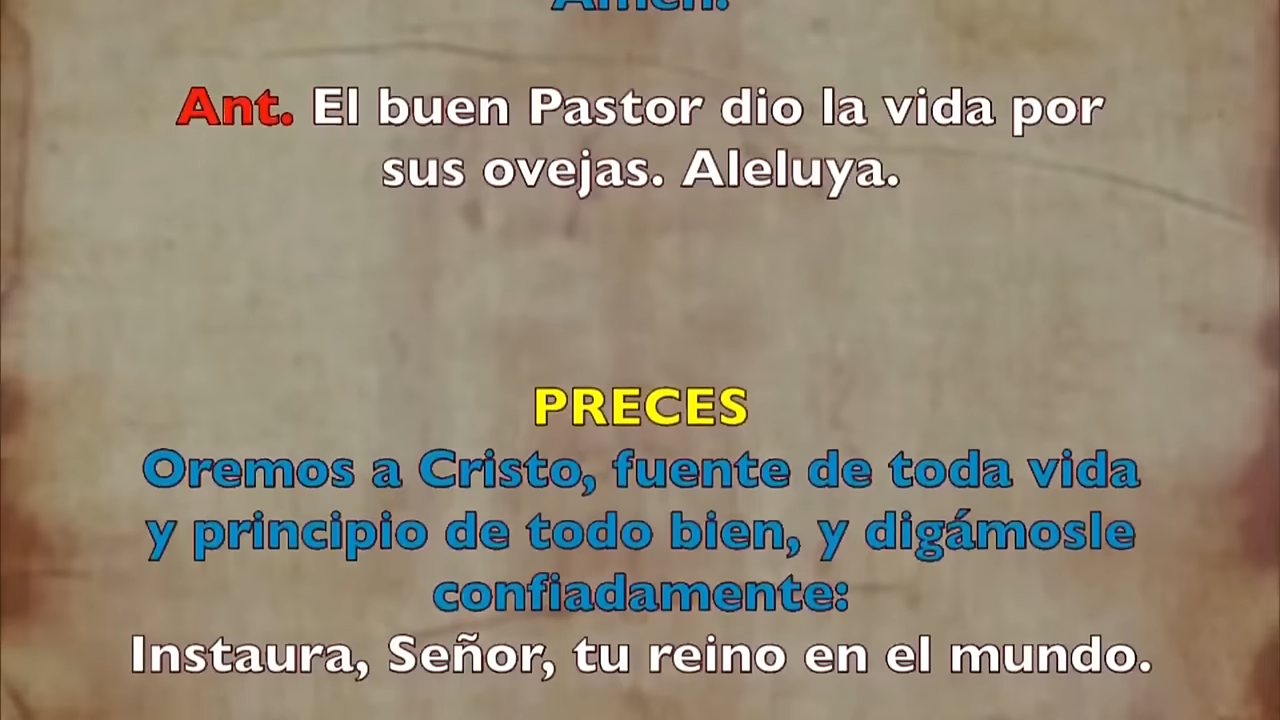 Amén.
Ant. El buen Pastor dio la vida por
sus ovejas. Aleluya.
PRECES
Oremos a Cristo, fuente de toda vida
y principio de todo bien, y digámosle
confiadamente:
Instaura, Señor, tu reino en el mundo.